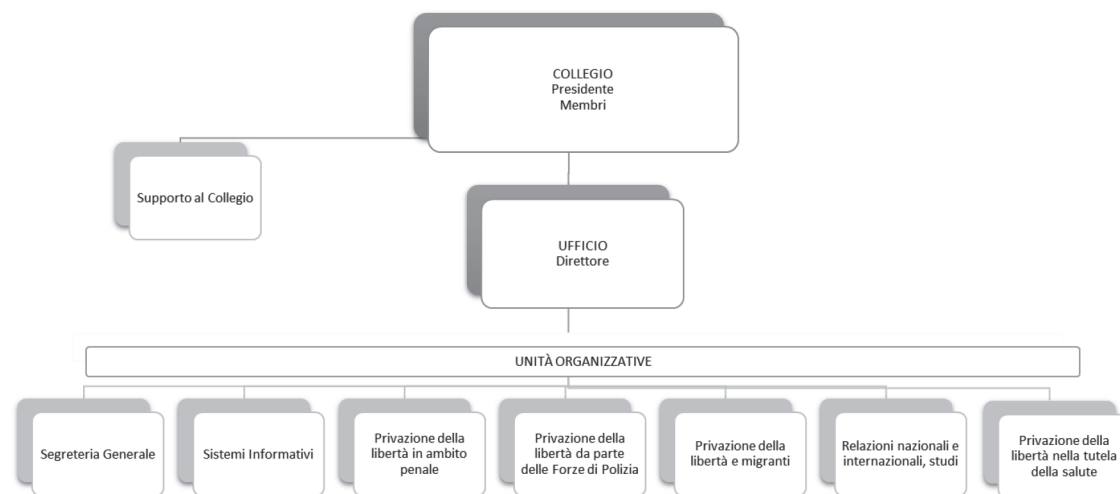 COLLEGIO
Presidente
Membri
Supporto al Collegio
UFFICIO
Direttore
UNITÀ ORGANIZZATIVE
Segreteria Generale
Sistemi Informativi
Privazione della
libertà in ambito
penale
Privazione della
libertà da parte
delle Forze di Polizia
Privazione della
libertà e migranti
Relazioni nazionali e
internazionali, studi
Privazione della
libertà nella tutela
della salute